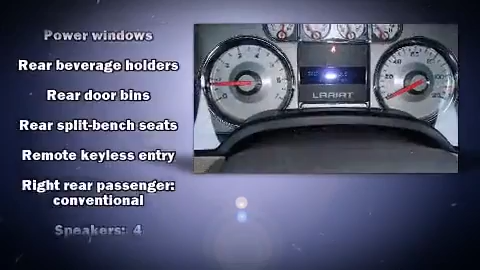 Power windows
Rear beverage holders
Rear door bins
Rear split-bench seats
Remote keyless entry
Right rear passenger:
conventional
Speakers: 4
LARIAT